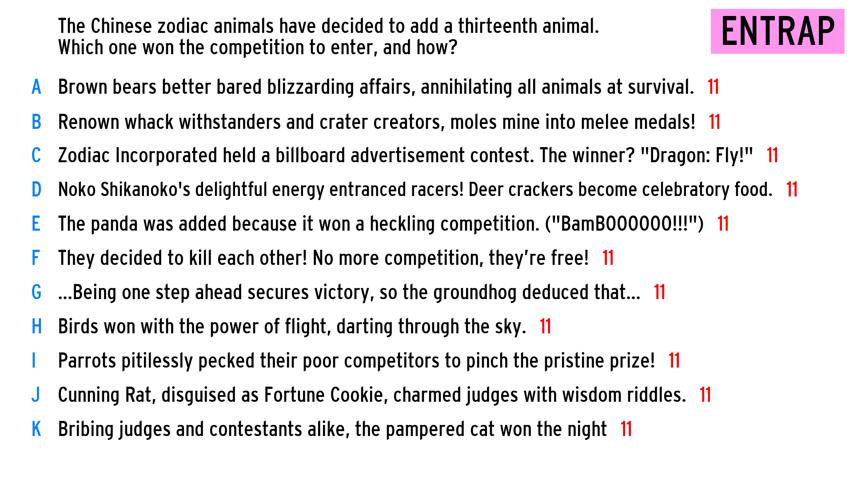 The Chinese zodiac animals have decided to add a thirteenth animal.
Which one won the competition to enter, and how?
ENTRAP
A Brown bears better bared blizzarding affairs, annihilating all animals at survival. 11
B Renown whack withstanders and crater creators, moles mine into melee medals! 11
C Zodiac Incorporated held a billboard advertisement contest. The winner? "Dragon: Fly!" 11
D Noko Shikanoko's delightful energy entranced racers! Deer crackers become celebratory food. 11
E The panda was added because it won a heckling competition. ("BamBOOOOOO!!!") 11
F They decided to kill each other! No more competition, they're free! 11
G ...Being one step ahead secures victory, so the groundhog deduced that... 11
H Birds won with the power of flight, darting through the sky. 11
I Parrots pitilessly pecked their poor competitors to pinch the pristine prize! 11
J Cunning Rat, disguised as Fortune Cookie, charmed judges with wisdom riddles. 11
K Bribing judges and contestants alike, the pampered cat won the night 11